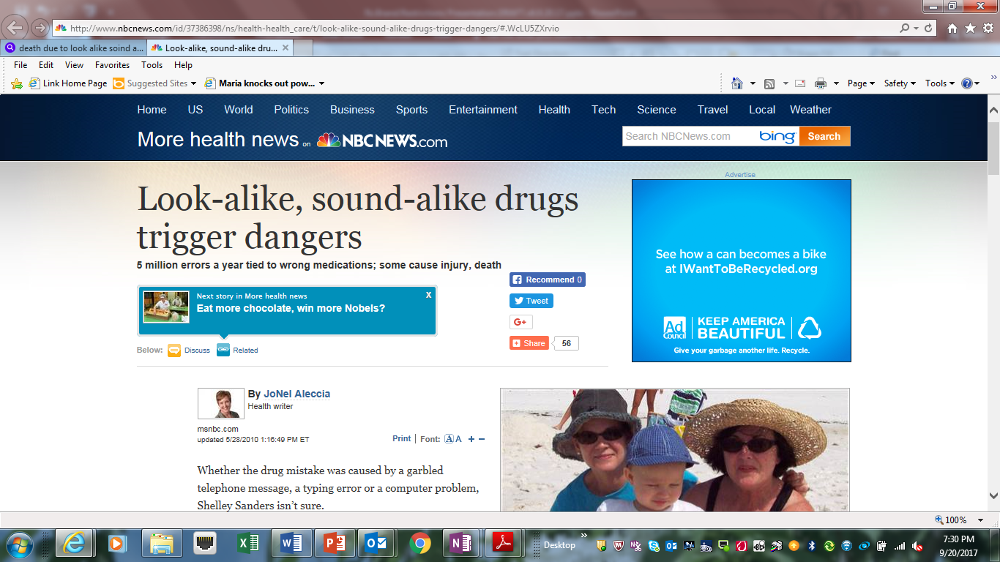 http://www.nbcnews.com/id/37386398/ns/health-health_care/t/look-alike-sound-alike-drugs-trigger-dangers/#.WcLU5ZXrvio
death due to look alike soind a... Look-alike, sound-alike dru...
File Edit View Favorites Tools Help
Link Home Page Suggested Sites Maria knocks out pow... Page Safety Tools
Home US World Politics Business Sports Entertainment Health Tech Science Travel Local Weather
More health news on NBCNEWS.com Search NBCNews.com bing Search
Advertise
Look-alike, sound-alike drugs
trigger dangers
5 million errors a year tied to wrong medications; some cause injury, death
Recommend 0
Tweet
G+
Share 56
Next story in More health news X
Eat more chocolate, win more Nobels?
Below: Discuss Related
See how a can becomes a bike
at IWantToBeRecycled.org
Ad Council KEEP AMERICA
BEAUTIFUL
Give your garbage another life. Recycle.
By JoNel Aleccia
Health writer
msnbc.com
updated 5/28/2010 1:16:49 PM ET
Print | Font: A A + −
Whether the drug mistake was caused by a garbled
telephone message, a typing error or a computer problem,
Shelley Sanders isn’t sure.
100%
Desktop
7:30 PM
9/20/2017